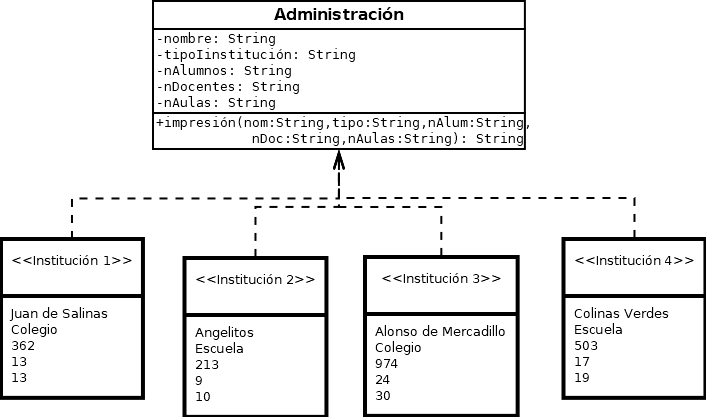 Administración
-nombre: String
-tipoIinstitución: String
-nAlumnos: String
-nDocentes: String
-nAulas: String
+impresión(nom:String,tipo:String,nAlum:String,
nDoc:String,nAulas:String): String
<<Institución 1>>
Juan de Salinas
Colegio
362
13
13
<<Institución 2>>
Angelitos
Escuela
213
9
10
<<Institución 3>>
Alonso de Mercadillo
Colegio
974
24
30
<<Institución 4>>
Colinas Verdes
Escuela
503
17
19